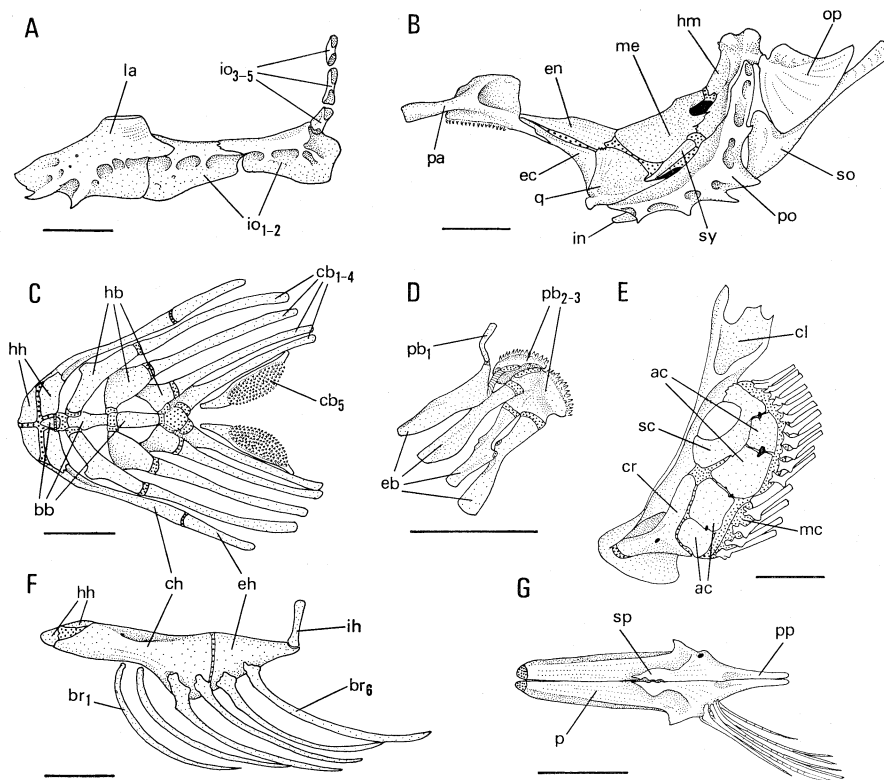 A
la
io3-5
io1-2
B
en
me
hm
op
pa
ec
q
in
sy
po
so
C
hh
hb
cb1-4
cb5
bb
ch
eh
D
pb1
pb2-3
eb
E
cl
ac
sc
cr
mc
ac
F
hh
ih
br1
br6
G
sp
pp
p